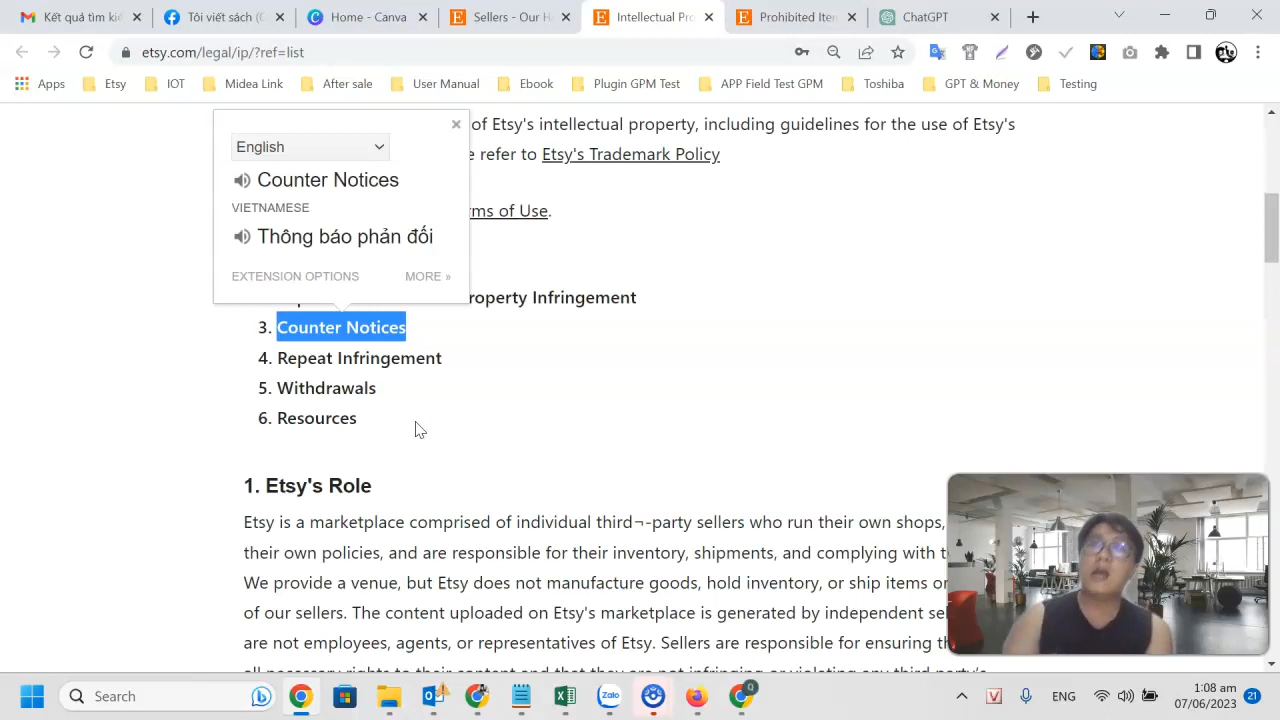 Kết quả tìm ki
Tôi viết sách (
Home - Canva
Sellers - Our H
Intellectual Pro
Prohibited Iten
ChatGPT
etsy.com/legal/ip/?ref=list
Apps
Etsy
IOT
Midea Link
After sale
User Manual
Ebook
Plugin GPM Test
APP Field Test GPM
Toshiba
GPT & Money
Testing
of Etsy's intellectual property, including guidelines for the use of Etsy's
e refer to Etsy's Trademark Policy
rms of Use.
English
Counter Notices
VIETNAMESE
Thông báo phản đối
EXTENSION OPTIONS
MORE »
roperty Infringement
3. Counter Notices
4. Repeat Infringement
5. Withdrawals
6. Resources
1. Etsy's Role
Etsy is a marketplace comprised of individual third¬-party sellers who run their own shops,
their own policies, and are responsible for their inventory, shipments, and complying with t
We provide a venue, but Etsy does not manufacture goods, hold inventory, or ship items or
of our sellers. The content uploaded on Etsy's marketplace is generated by independent sel
are not employees, agents, or representatives of Etsy. Sellers are responsible for ensuring th
Search
ENG
1:08 am
07/06/2023
21